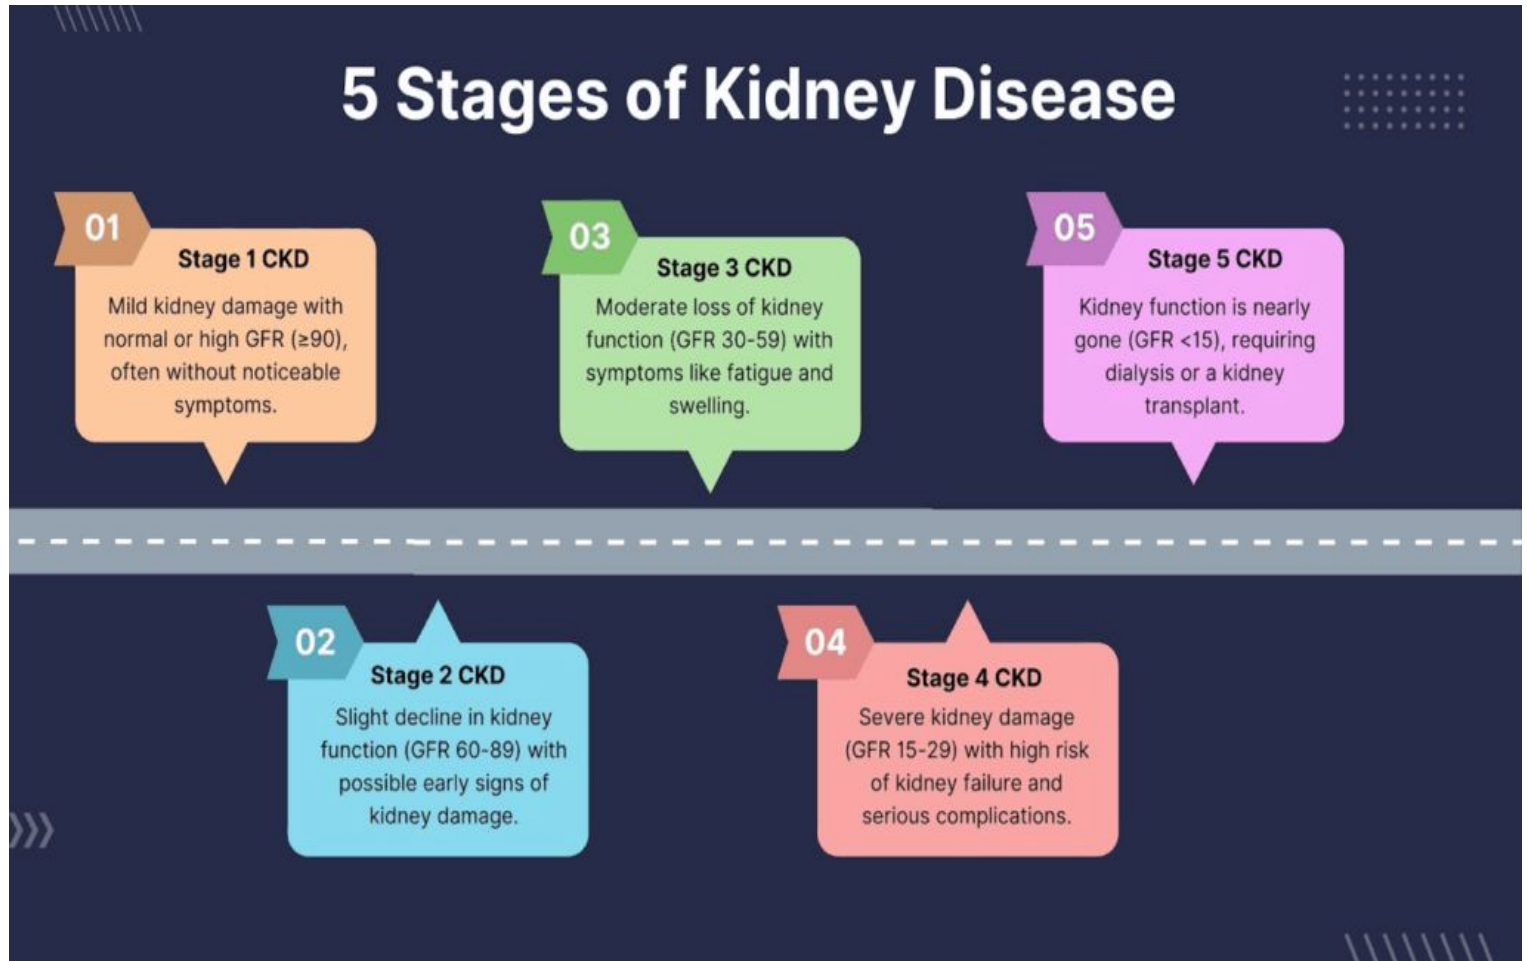 5 Stages of Kidney Disease
01
Stage 1 CKD
Mild kidney damage with
normal or high GFR (≥90),
often without noticeable
symptoms.
02
Stage 2 CKD
Slight decline in kidney
function (GFR 60-89) with
possible early signs of
kidney damage.
03
Stage 3 CKD
Moderate loss of kidney
function (GFR 30-59) with
symptoms like fatigue and
swelling.
04
Stage 4 CKD
Severe kidney damage
(GFR 15-29) with high risk
of kidney failure and
serious complications.
05
Stage 5 CKD
Kidney function is nearly
gone (GFR <15), requiring
dialysis or a kidney
transplant.